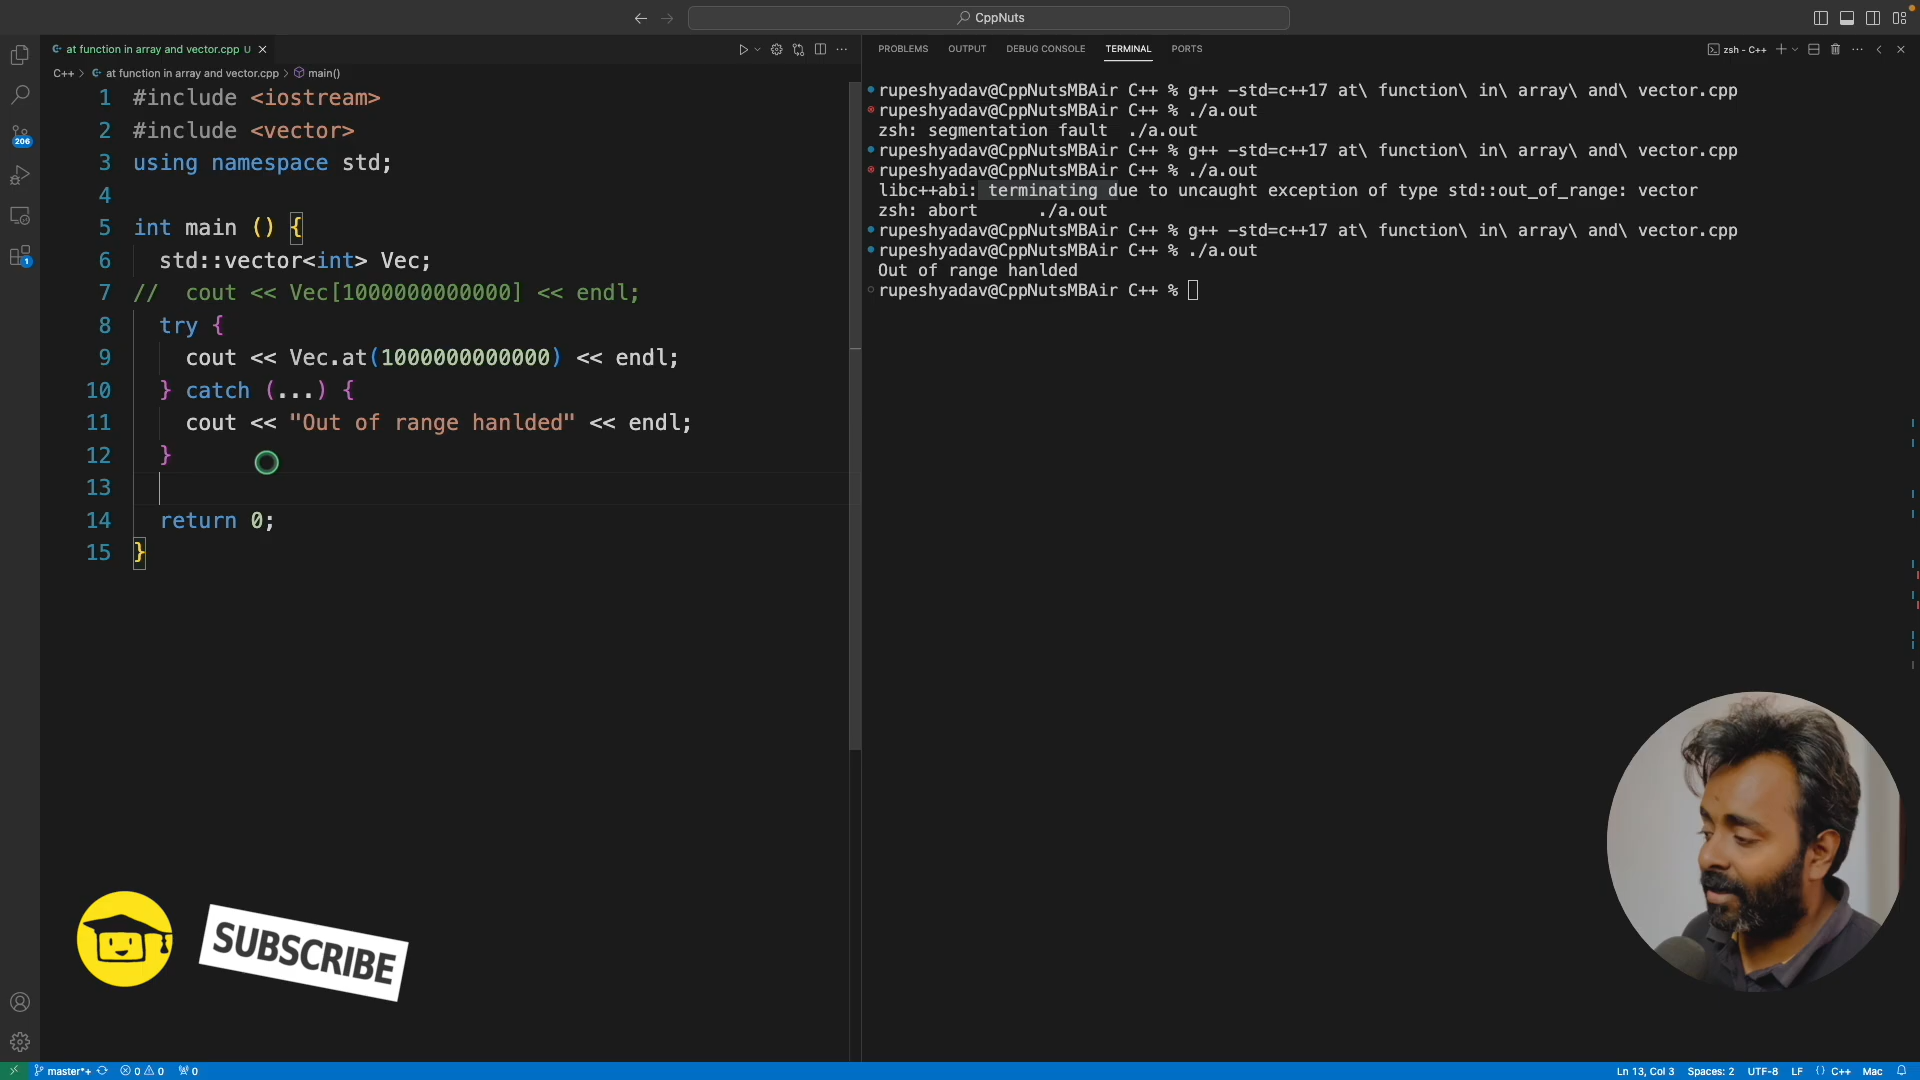 CppNuts
at function in array and vector.cpp U
C++ > at function in array and vector.cpp > main()
1 #include <iostream>
2 #include <vector>
3 using namespace std;
4
5 int main () {
6 std::vector<int> Vec;
7 //  cout << Vec[1000000000000] << endl;
8 try {
9 cout << Vec.at(1000000000000) << endl;
10 } catch (...) {
11 cout << "Out of range hanlded" << endl;
12 }
13
14 return 0;
15 }
PROBLEMS OUTPUT DEBUG CONSOLE TERMINAL PORTS
zsh - C++
rupeshyadav@CppNutsMBAir C++ % g++ -std=c++17 at\ function\ in\ array\ and\ vector.cpp
rupeshyadav@CppNutsMBAir C++ % ./a.out
zsh: segmentation fault  ./a.out
rupeshyadav@CppNutsMBAir C++ % g++ -std=c++17 at\ function\ in\ array\ and\ vector.cpp
rupeshyadav@CppNutsMBAir C++ % ./a.out
libc++abi: terminating due to uncaught exception of type std::out_of_range: vector
zsh: abort      ./a.out
rupeshyadav@CppNutsMBAir C++ % g++ -std=c++17 at\ function\ in\ array\ and\ vector.cpp
rupeshyadav@CppNutsMBAir C++ % ./a.out
Out of range hanlded
rupeshyadav@CppNutsMBAir C++ %
206
1
SUBSCRIBE
master*+ 0 0 0
Ln 13, Col 3 Spaces: 2 UTF-8 LF {} C++ Mac